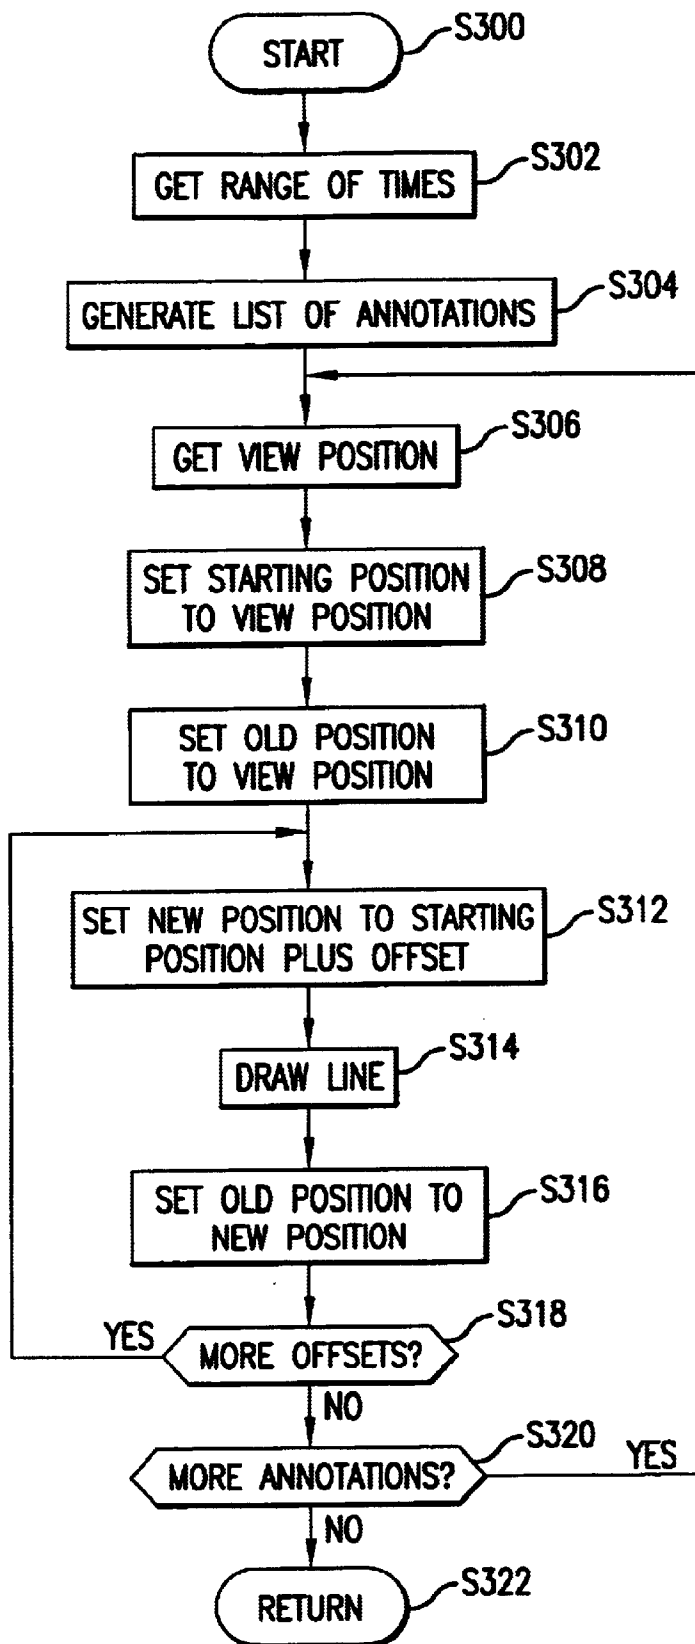 START
S300
GET RANGE OF TIMES
S302
GENERATE LIST OF ANNOTATIONS
S304
GET VIEW POSITION
S306
SET STARTING POSITION
TO VIEW POSITION
S308
SET OLD POSITION
TO VIEW POSITION
S310
SET NEW POSITION TO STARTING
POSITION PLUS OFFSET
S312
DRAW LINE
S314
SET OLD POSITION TO
NEW POSITION
S316
MORE OFFSETS?
S318
YES
NO
MORE ANNOTATIONS?
S320
YES
NO
RETURN
S322